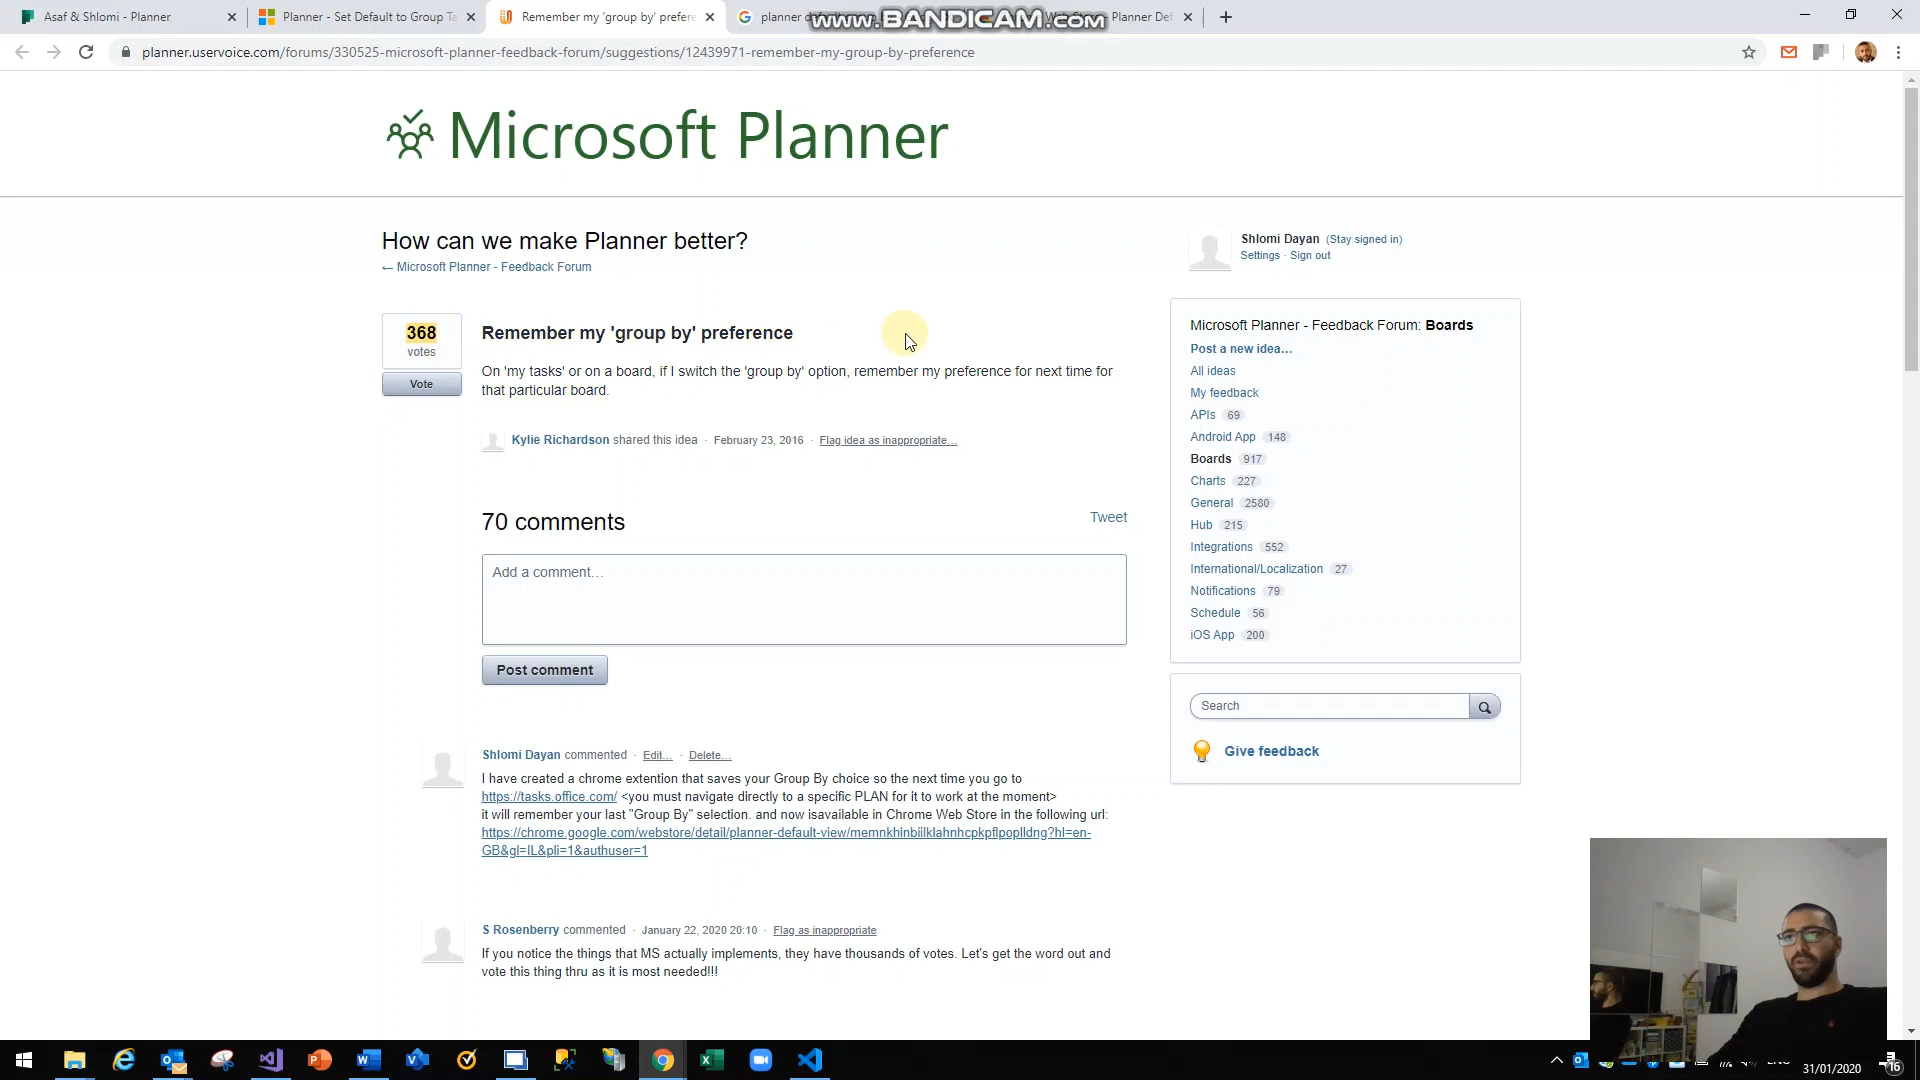 Asaf & Shlomi - Planner
Planner - Set Default to Group Ta
Remember my 'group by' prefere
planner def
Planner Def
www.BANDICAM.com
planner.uservoice.com/forums/330525-microsoft-planner-feedback-forum/suggestions/12439971-remember-my-group-by-preference
Microsoft Planner
How can we make Planner better?
← Microsoft Planner - Feedback Forum
Shlomi Dayan (Stay signed in)
Settings · Sign out
368
votes
Vote
Remember my 'group by' preference
On 'my tasks' or on a board, if I switch the 'group by' option, remember my preference for next time for
that particular board.
Kylie Richardson shared this idea · February 23, 2016 · Flag idea as inappropriate…
70 comments
Tweet
Add a comment…
Post comment
Shlomi Dayan commented · Edit… · Delete…
I have created a chrome extention that saves your Group By choice so the next time you go to
https://tasks.office.com/ <you must navigate directly to a specific PLAN for it to work at the moment>
it will remember your last "Group By" selection. and now isavailable in Chrome Web Store in the following url:
https://chrome.google.com/webstore/detail/planner-default-view/memnkhinbiilklahnhcpkpflpoplldng?hl=en-
GB&gl=IL&pli=1&authuser=1
S Rosenberry commented · January 22, 2020 20:10 · Flag as inappropriate
If you notice the things that MS actually implements, they have thousands of votes. Let's get the word out and
vote this thing thru as it is most needed!!!
Microsoft Planner - Feedback Forum: Boards
Post a new idea…
All ideas
My feedback
APIs 69
Android App 148
Boards 917
Charts 227
General 2580
Hub 215
Integrations 552
International/Localization 27
Notifications 79
Schedule 56
iOS App 200
Search
Give feedback
31/01/2020
16